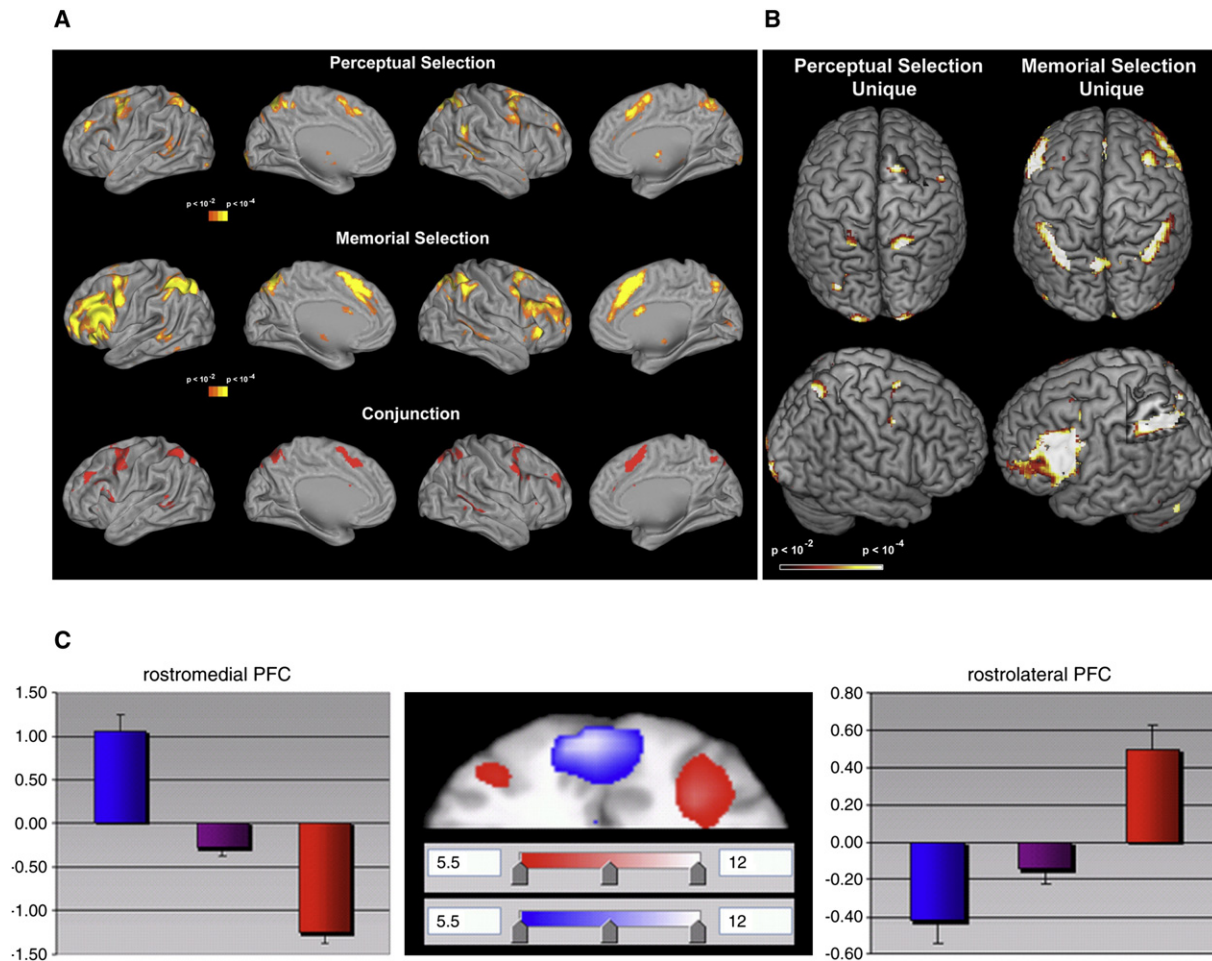 A
B
Perceptual Selection
p < 10-2 p < 10-4
Memorial Selection
p < 10-2 p < 10-4
Conjunction
Perceptual Selection
Unique
Memorial Selection
Unique
p < 10-2 p < 10-4
C
rostromedial PFC
1.50
1.00
0.50
0.00
-0.50
-1.00
-1.50
5.5 12
5.5 12
rostrolateral PFC
0.80
0.60
0.40
0.20
0.00
-0.20
-0.40
-0.60